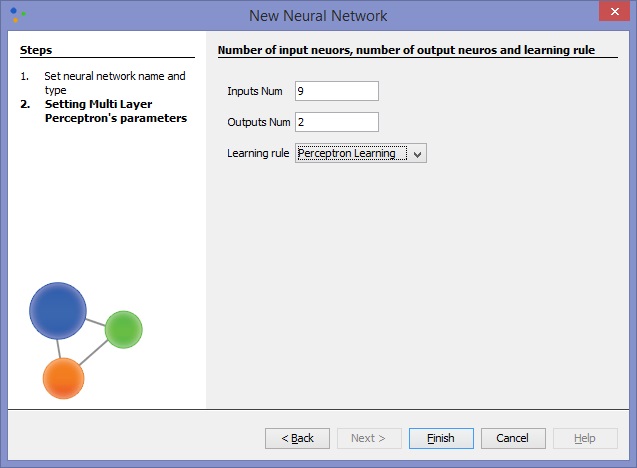 New Neural Network
Steps
1. Set neural network name and
type
2. Setting Multi Layer
Perceptron's parameters
Number of input neuors, number of output neuros and learning rule
Inputs Num 9
Outputs Num 2
Learning rule Perceptron Learning
< Back Next > Finish Cancel Help